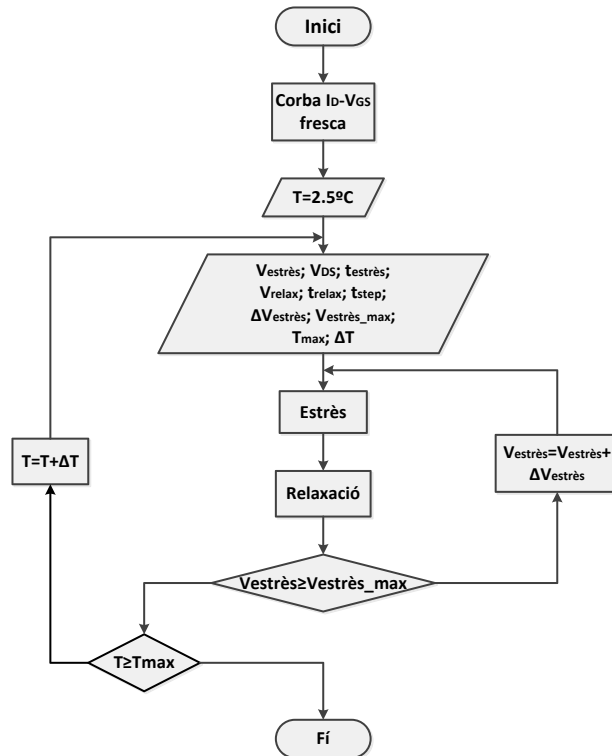 Inici
Corba ID-VGS
fresca
T=2.5ºC
Vestrès; VDS; testrès;
Vrelax; trelax; tstep;
ΔVestrès; Vestrès_max;
Tmax; ΔT
Estrès
T=T+ΔT
Vestrès=Vestrès+
ΔVestrès
Relaxació
Vestrès≥Vestrès_max
T≥Tmax
Fí